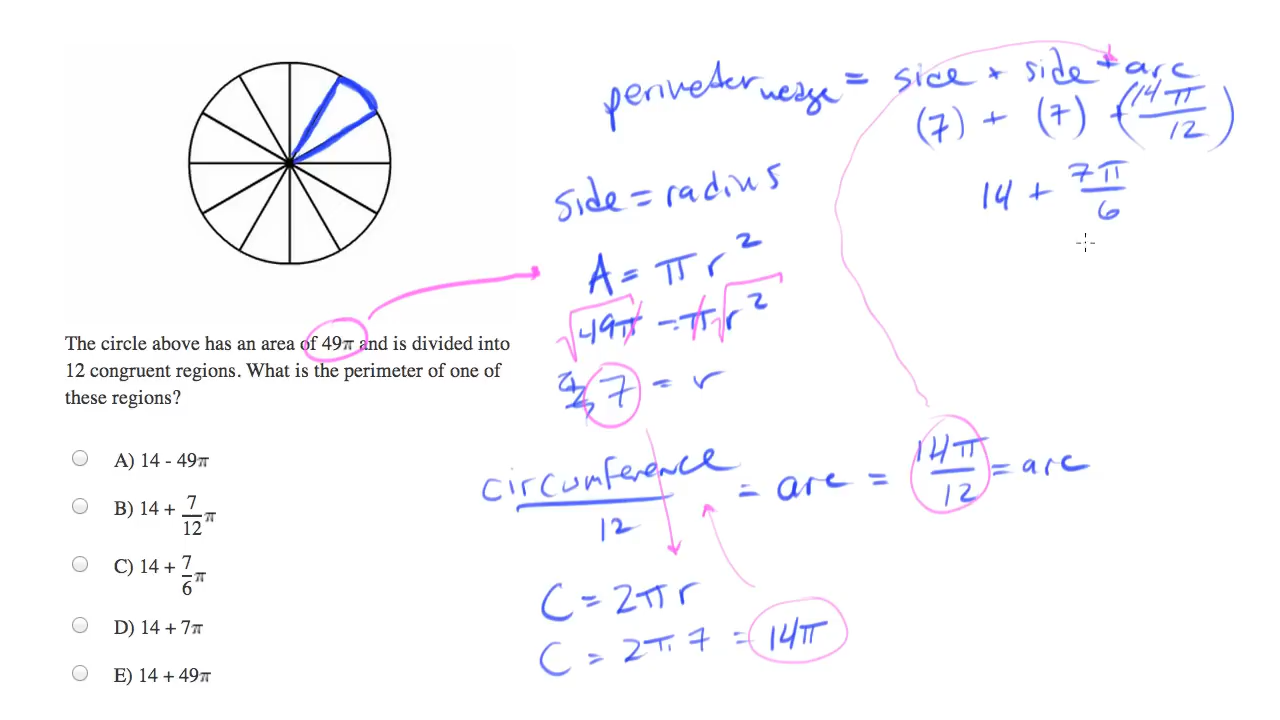 perimeter wedge = side + side + arc
(7) + (7) + (14π/12)
14 + 7π/6
side = radius
A = πr²
√49π = π√r²
7 = r
circumference/12 = arc = 14π/12 = arc
C = 2πr
C = 2π7 = 14π
The circle above has an area of 49π and is divided into
12 congruent regions. What is the perimeter of one of
these regions?
A) 14 - 49π
B) 14 + 7/12 π
C) 14 + 7/6 π
D) 14 + 7π
E) 14 + 49π